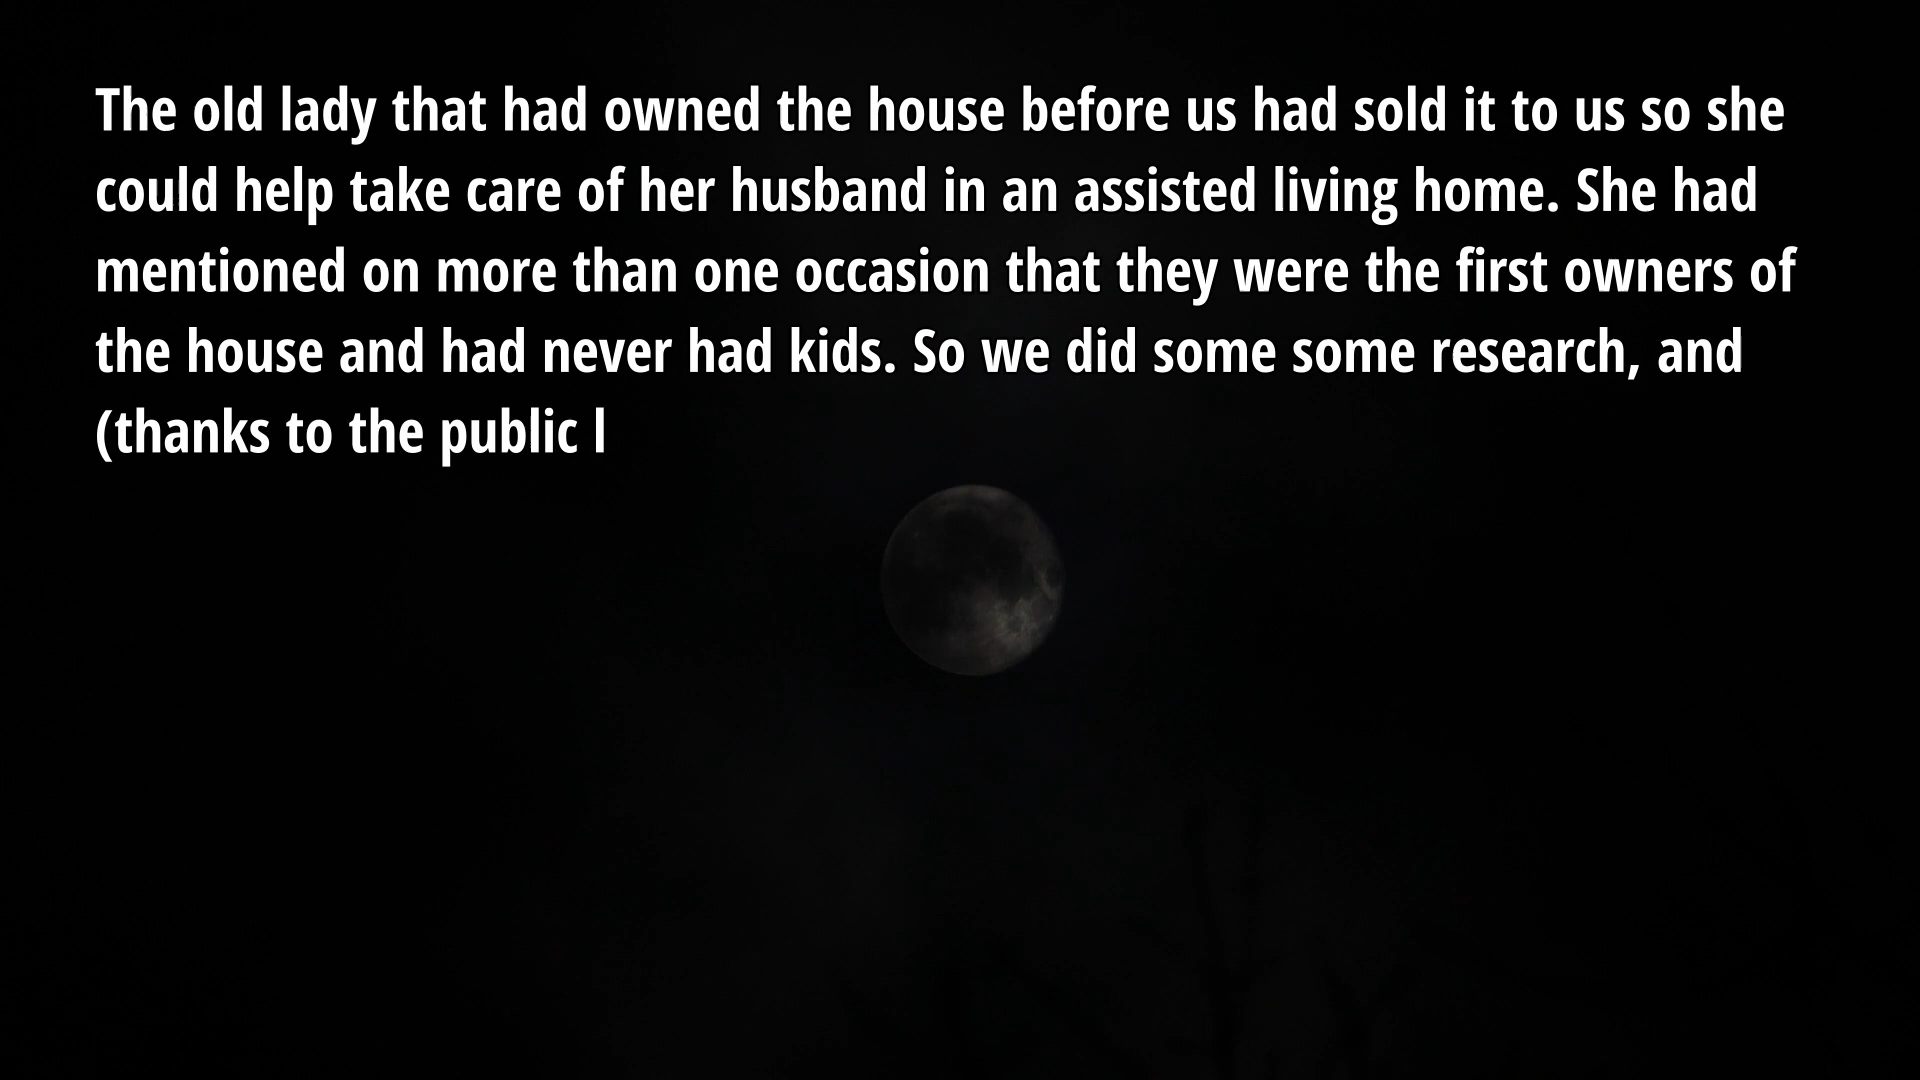 The old lady that had owned the house before us had sold it to us so she
could help take care of her husband in an assisted living home. She had
mentioned on more than one occasion that they were the first owners of
the house and had never had kids. So we did some some research, and
(thanks to the public l